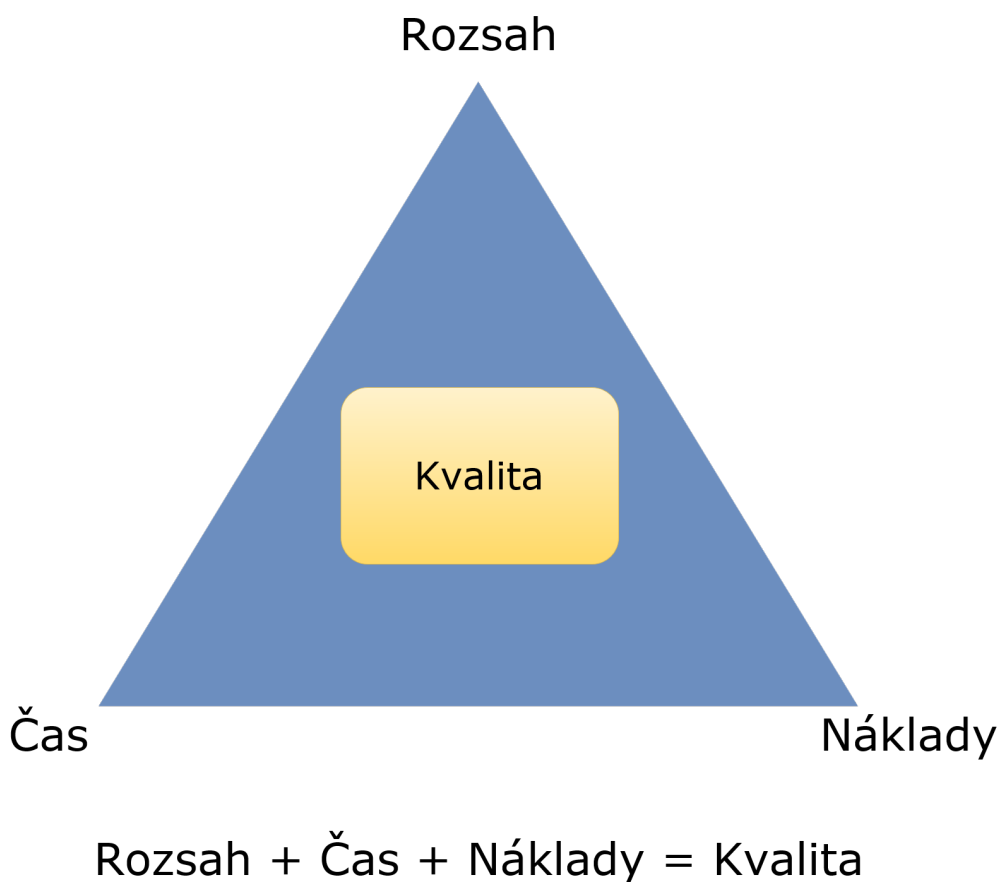 Rozsah
Kvalita
Čas
Náklady
Rozsah + Čas + Náklady = Kvalita